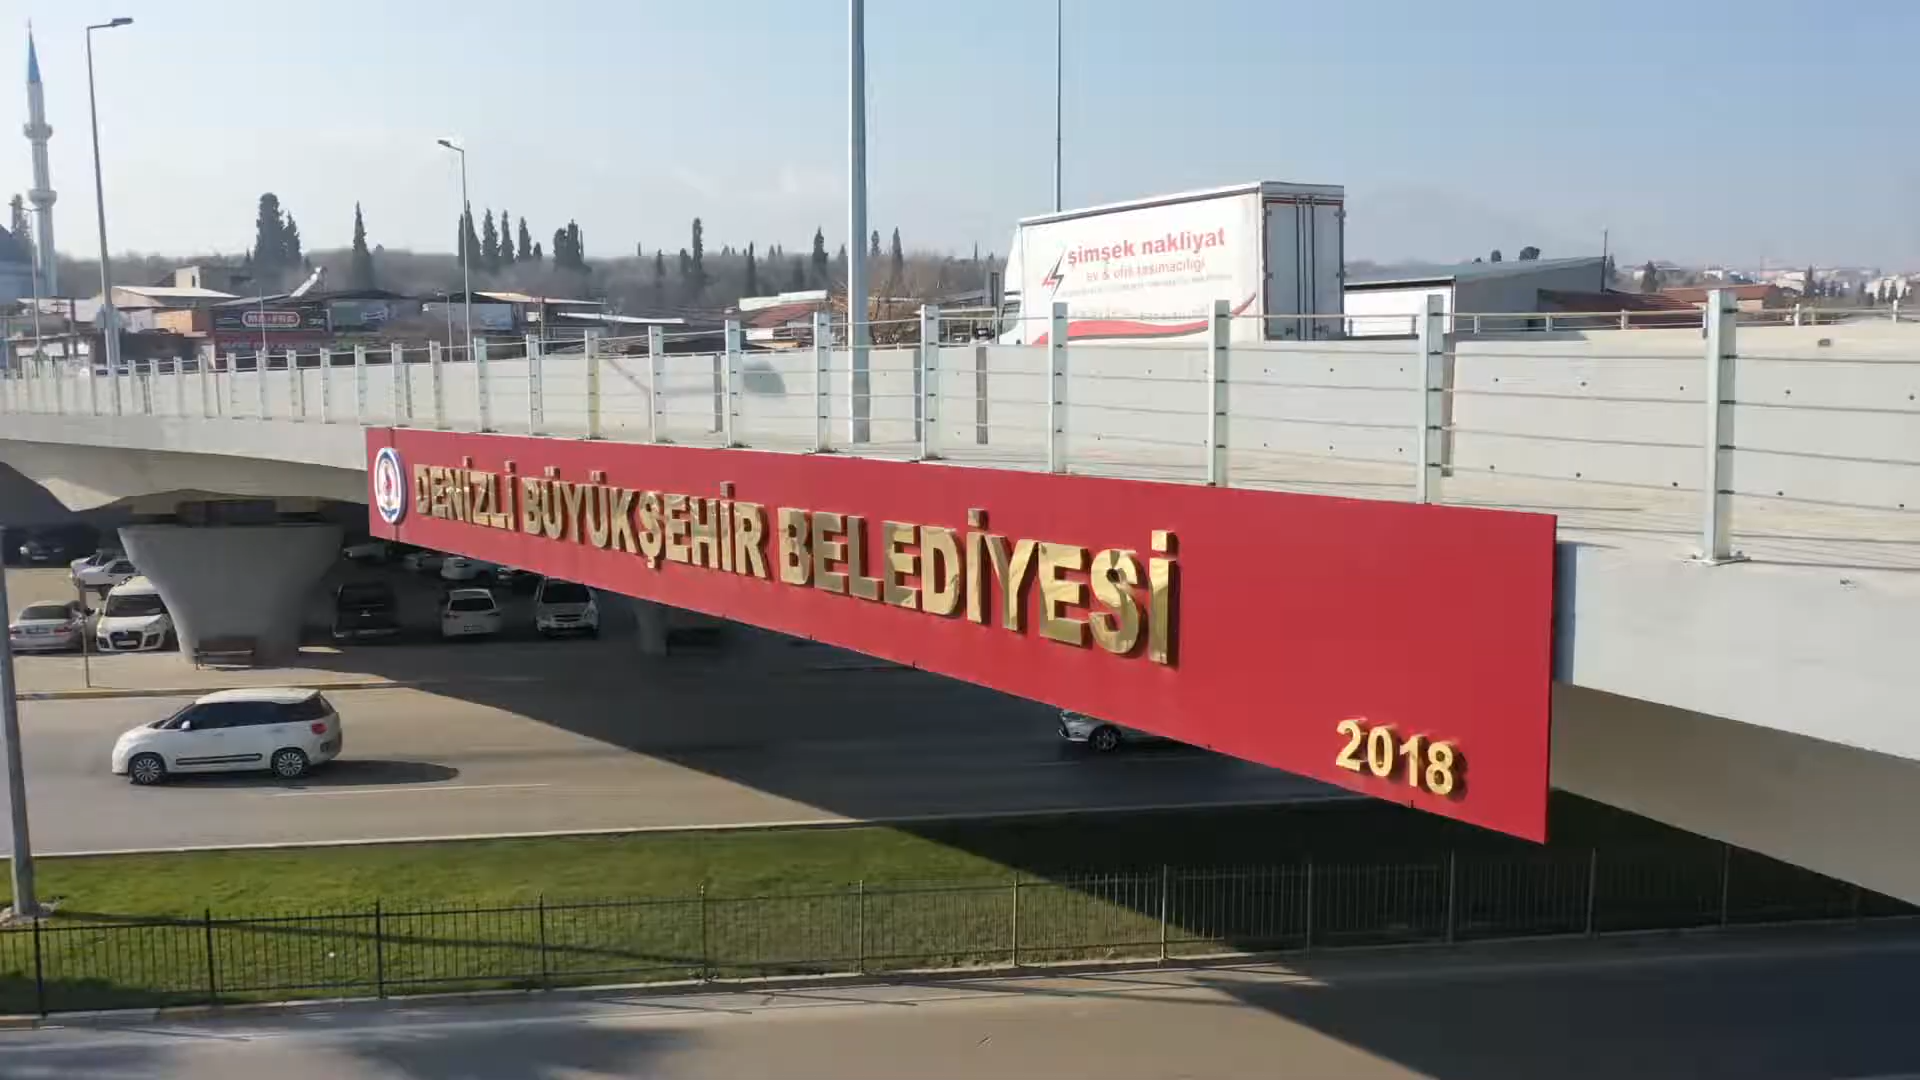 şimşek nakliyat
ev & ofis taşımacılığı
DENİZLİ BÜYÜKŞEHİR BELEDİYESİ
2018